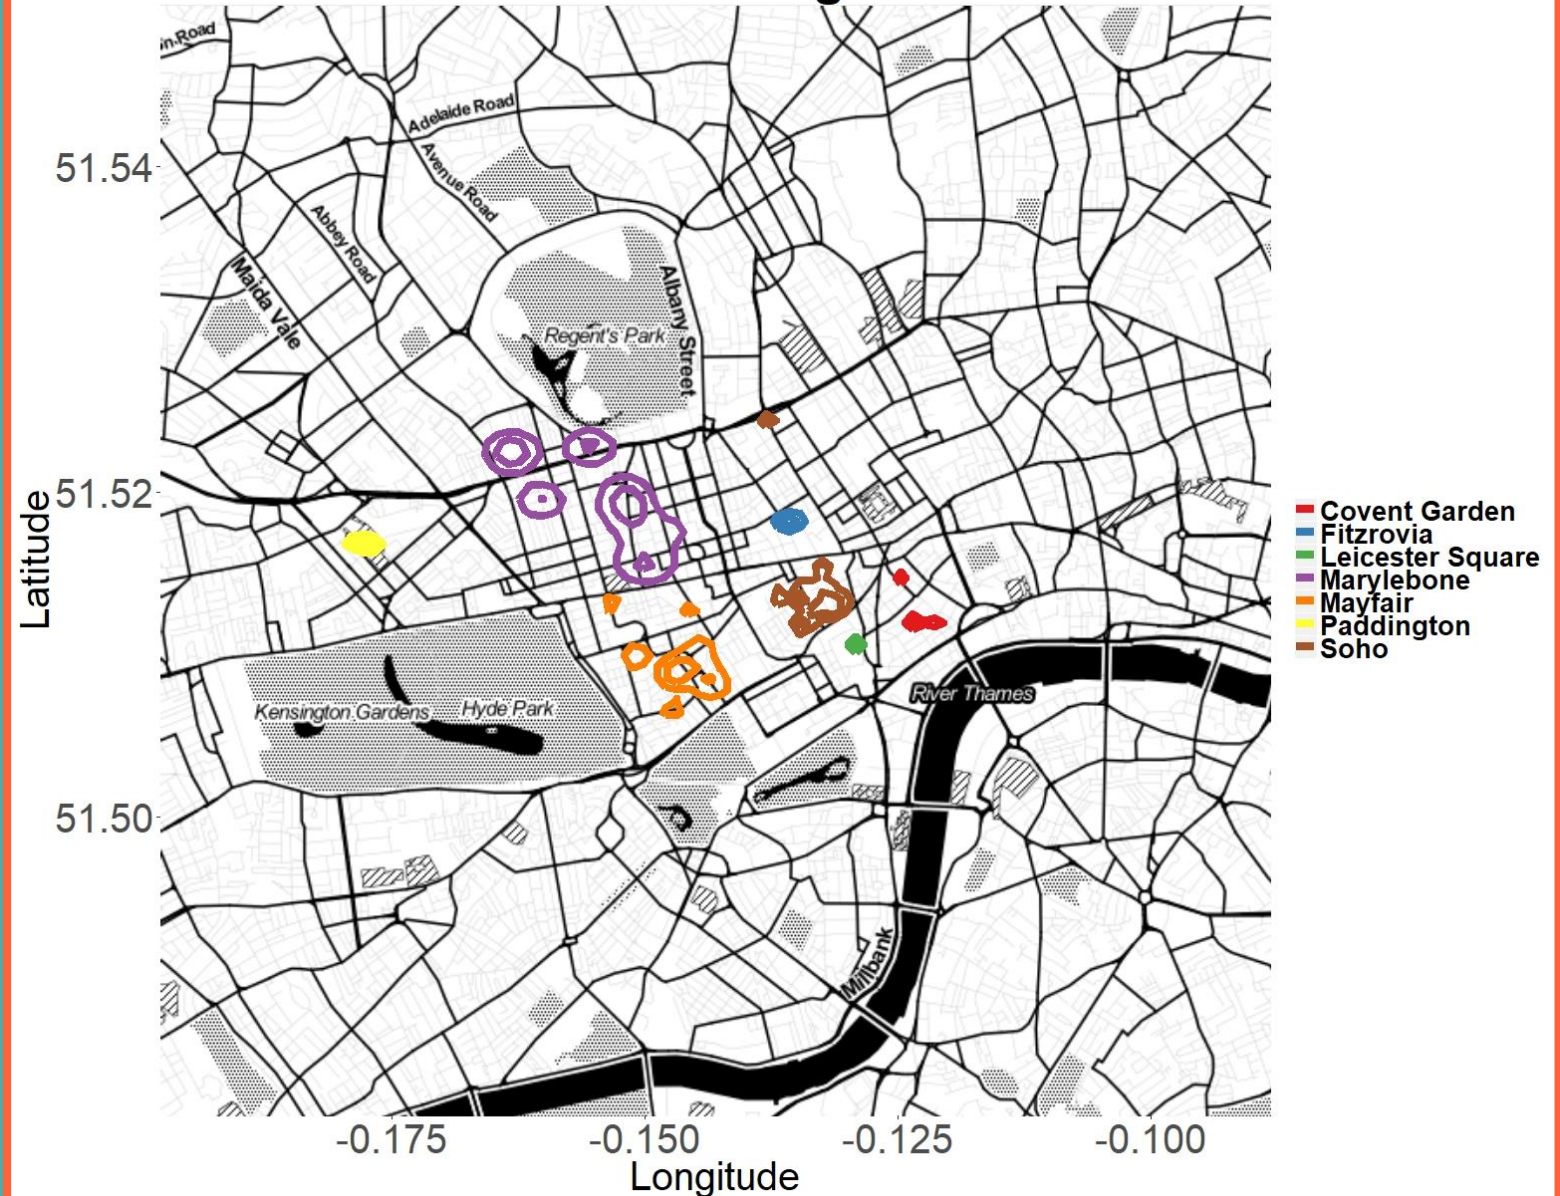 n-Road
Adelaide Road
51.54
Avenue Road
Abbey Road
Maida Vale
Albany Street
Regent's Park
51.52
Latitude
Covent Garden
Fitzrovia
Leicester Square
Marylebone
Mayfair
Paddington
Soho
River Thames
Kensington Gardens
Hyde Park
51.50
Millbank
-0.175
-0.150
-0.125
-0.100
Longitude